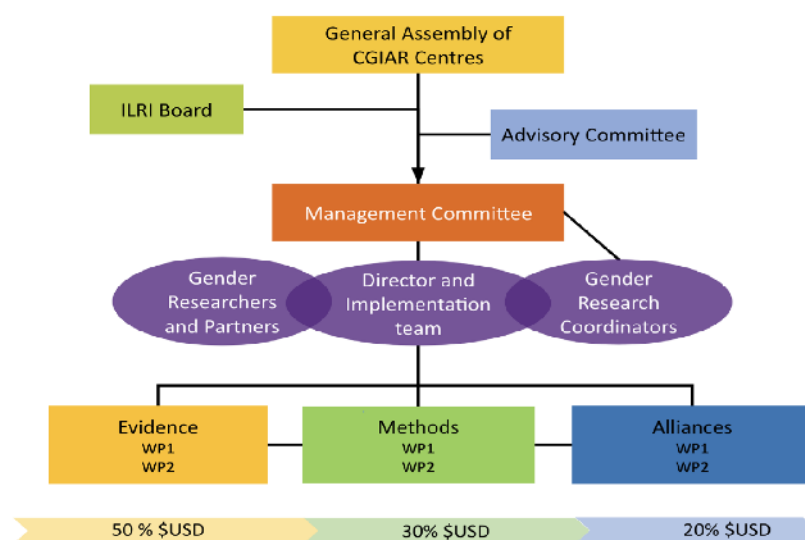 General Assembly of
CGIAR Centres
ILRI Board
Advisory Committee
Management Committee
Gender
Researchers
and Partners
Director and
Implementation
team
Gender
Research
Coordinators
Evidence
WP1
WP2
Methods
WP1
WP2
Alliances
WP1
WP2
50 % $USD
30% $USD
20% $USD